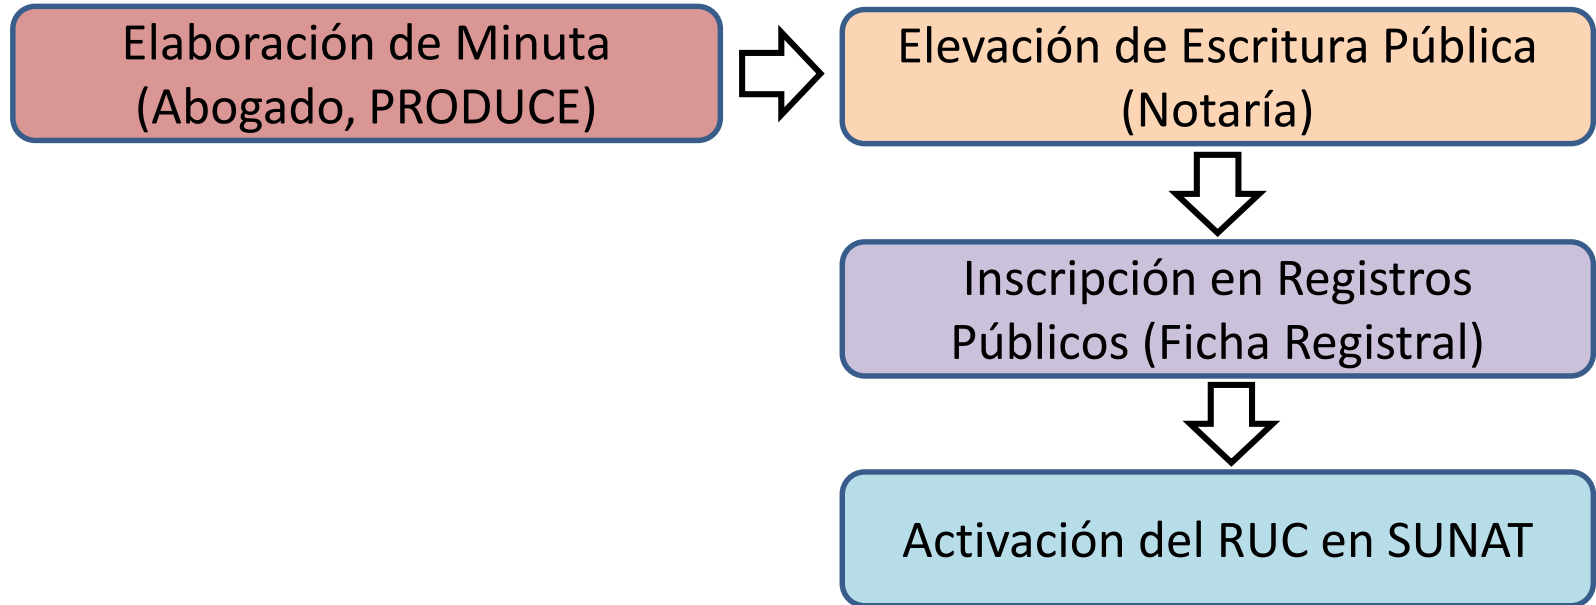 Elaboración de Minuta
(Abogado, PRODUCE)
Elevación de Escritura Pública
(Notaría)
Inscripción en Registros
Públicos (Ficha Registral)
Activación del RUC en SUNAT